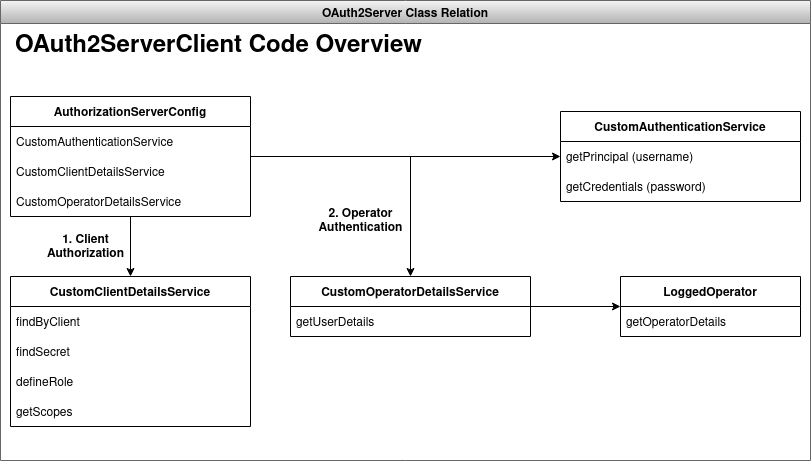 OAuth2Server Class Relation
OAuth2ServerClient Code Overview
AuthorizationServerConfig
CustomAuthenticationService
CustomClientDetailsService
CustomOperatorDetailsService
CustomAuthenticationService
getPrincipal (username)
getCredentials (password)
1. Client
Authorization
2. Operator
Authentication
CustomClientDetailsService
findByClient
findSecret
defineRole
getScopes
CustomOperatorDetailsService
getUserDetails
LoggedOperator
getOperatorDetails